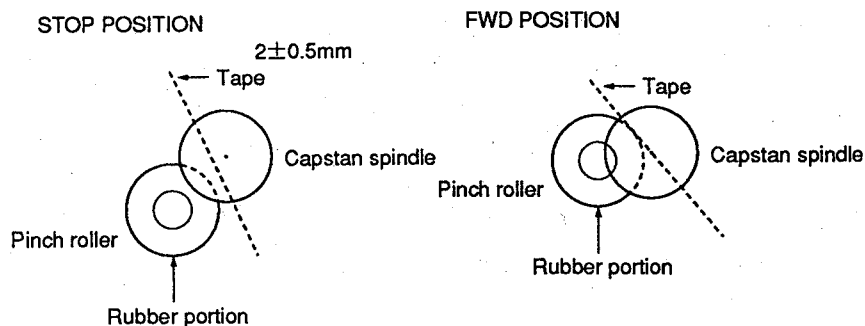 STOP POSITION
2±0.5mm
Tape
Capstan spindle
Pinch roller
Rubber portion
FWD POSITION
Tape
Capstan spindle
Pinch roller
Rubber portion